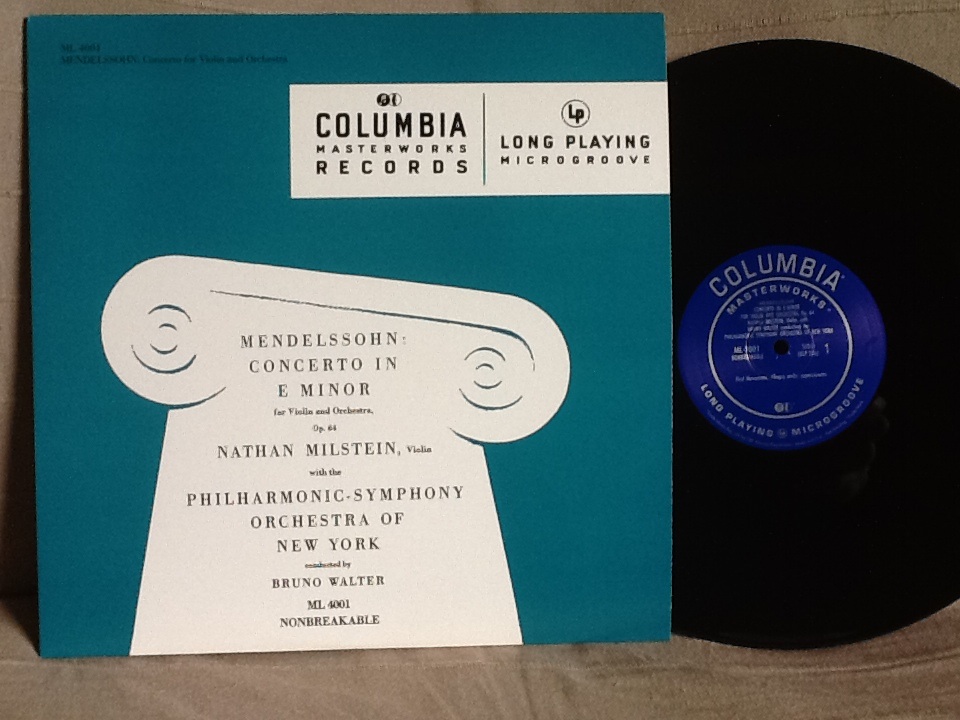 ML 4001
MENDELSSOHN: Concerto for Violin and Orchestra
COLUMBIA
MASTERWORKS
RECORDS
LP
LONG PLAYING
MICROGROOVE
MENDELSSOHN:
CONCERTO IN
E MINOR
for Violin and Orchestra,
Op. 64
NATHAN MILSTEIN, Violin
with the
PHILHARMONIC-SYMPHONY
ORCHESTRA OF
NEW YORK
conducted by
BRUNO WALTER
ML 4001
NONBREAKABLE
COLUMBIA
MASTERWORKS
ML 4001
NONBREAKABLE
1
LONG PLAYING MICROGROOVE